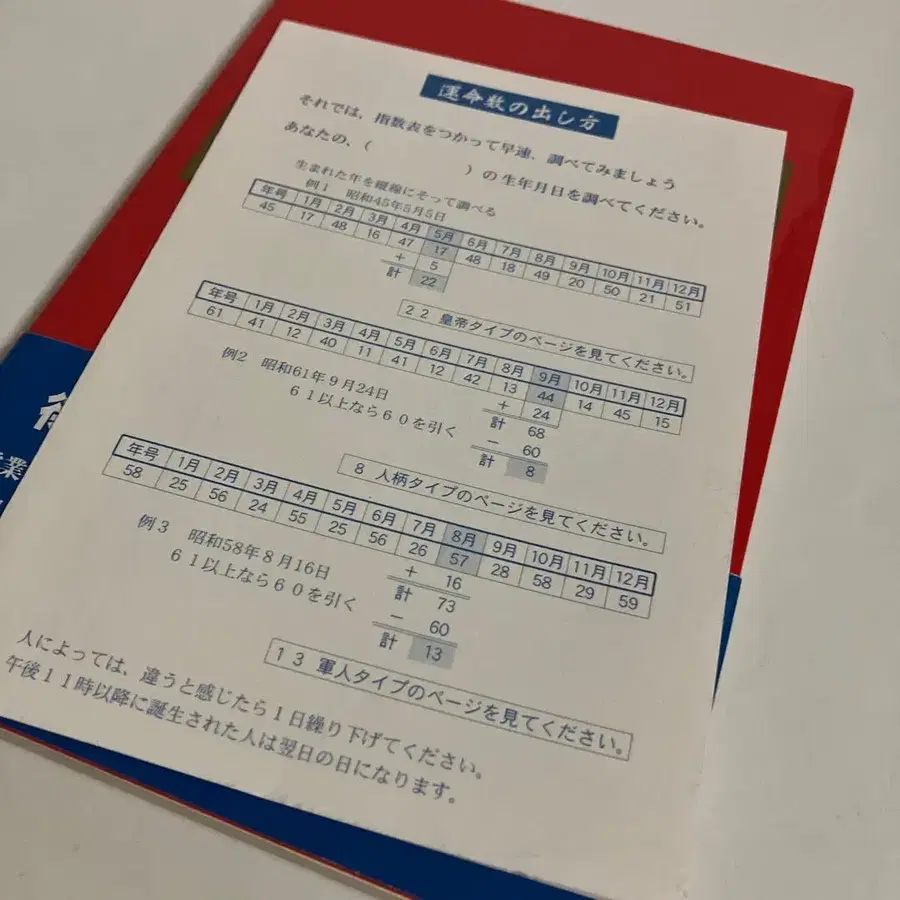 運命数の出し方
それでは、指数表をつかって早速、調べてみましょう
あなたの、(　　　　　　)の生年月日を調べてください。
生まれた年を縦線にそって調べる
例1　昭和45年5月5日
年号 1月 2月 3月 4月 5月 6月 7月 8月 9月 10月 11月 12月
45 17 48 16 47 17 48 18 49 20 50 21 51
＋ 5
計 22
２２ 皇帝タイプのページを見てください。
年号 1月 2月 3月 4月 5月 6月 7月 8月 9月 10月 11月 12月
61 41 12 40 11 41 12 42 13 44 14 45 15
例2　昭和61年9月24日
＋ 24
６１以上なら６０を引く
計 68
－ 60
計 8
８ 人柄タイプのページを見てください。
年号 1月 2月 3月 4月 5月 6月 7月 8月 9月 10月 11月 12月
58 25 56 24 55 25 56 26 57 28 58 29 59
例3　昭和58年8月16日
＋ 16
６１以上なら６０を引く
計 73
－ 60
計 13
１３ 軍人タイプのページを見てください。
人によっては、違うと感じたら１日繰り下げてください。
午後１１時以降に誕生された人は翌日の日になります。
業